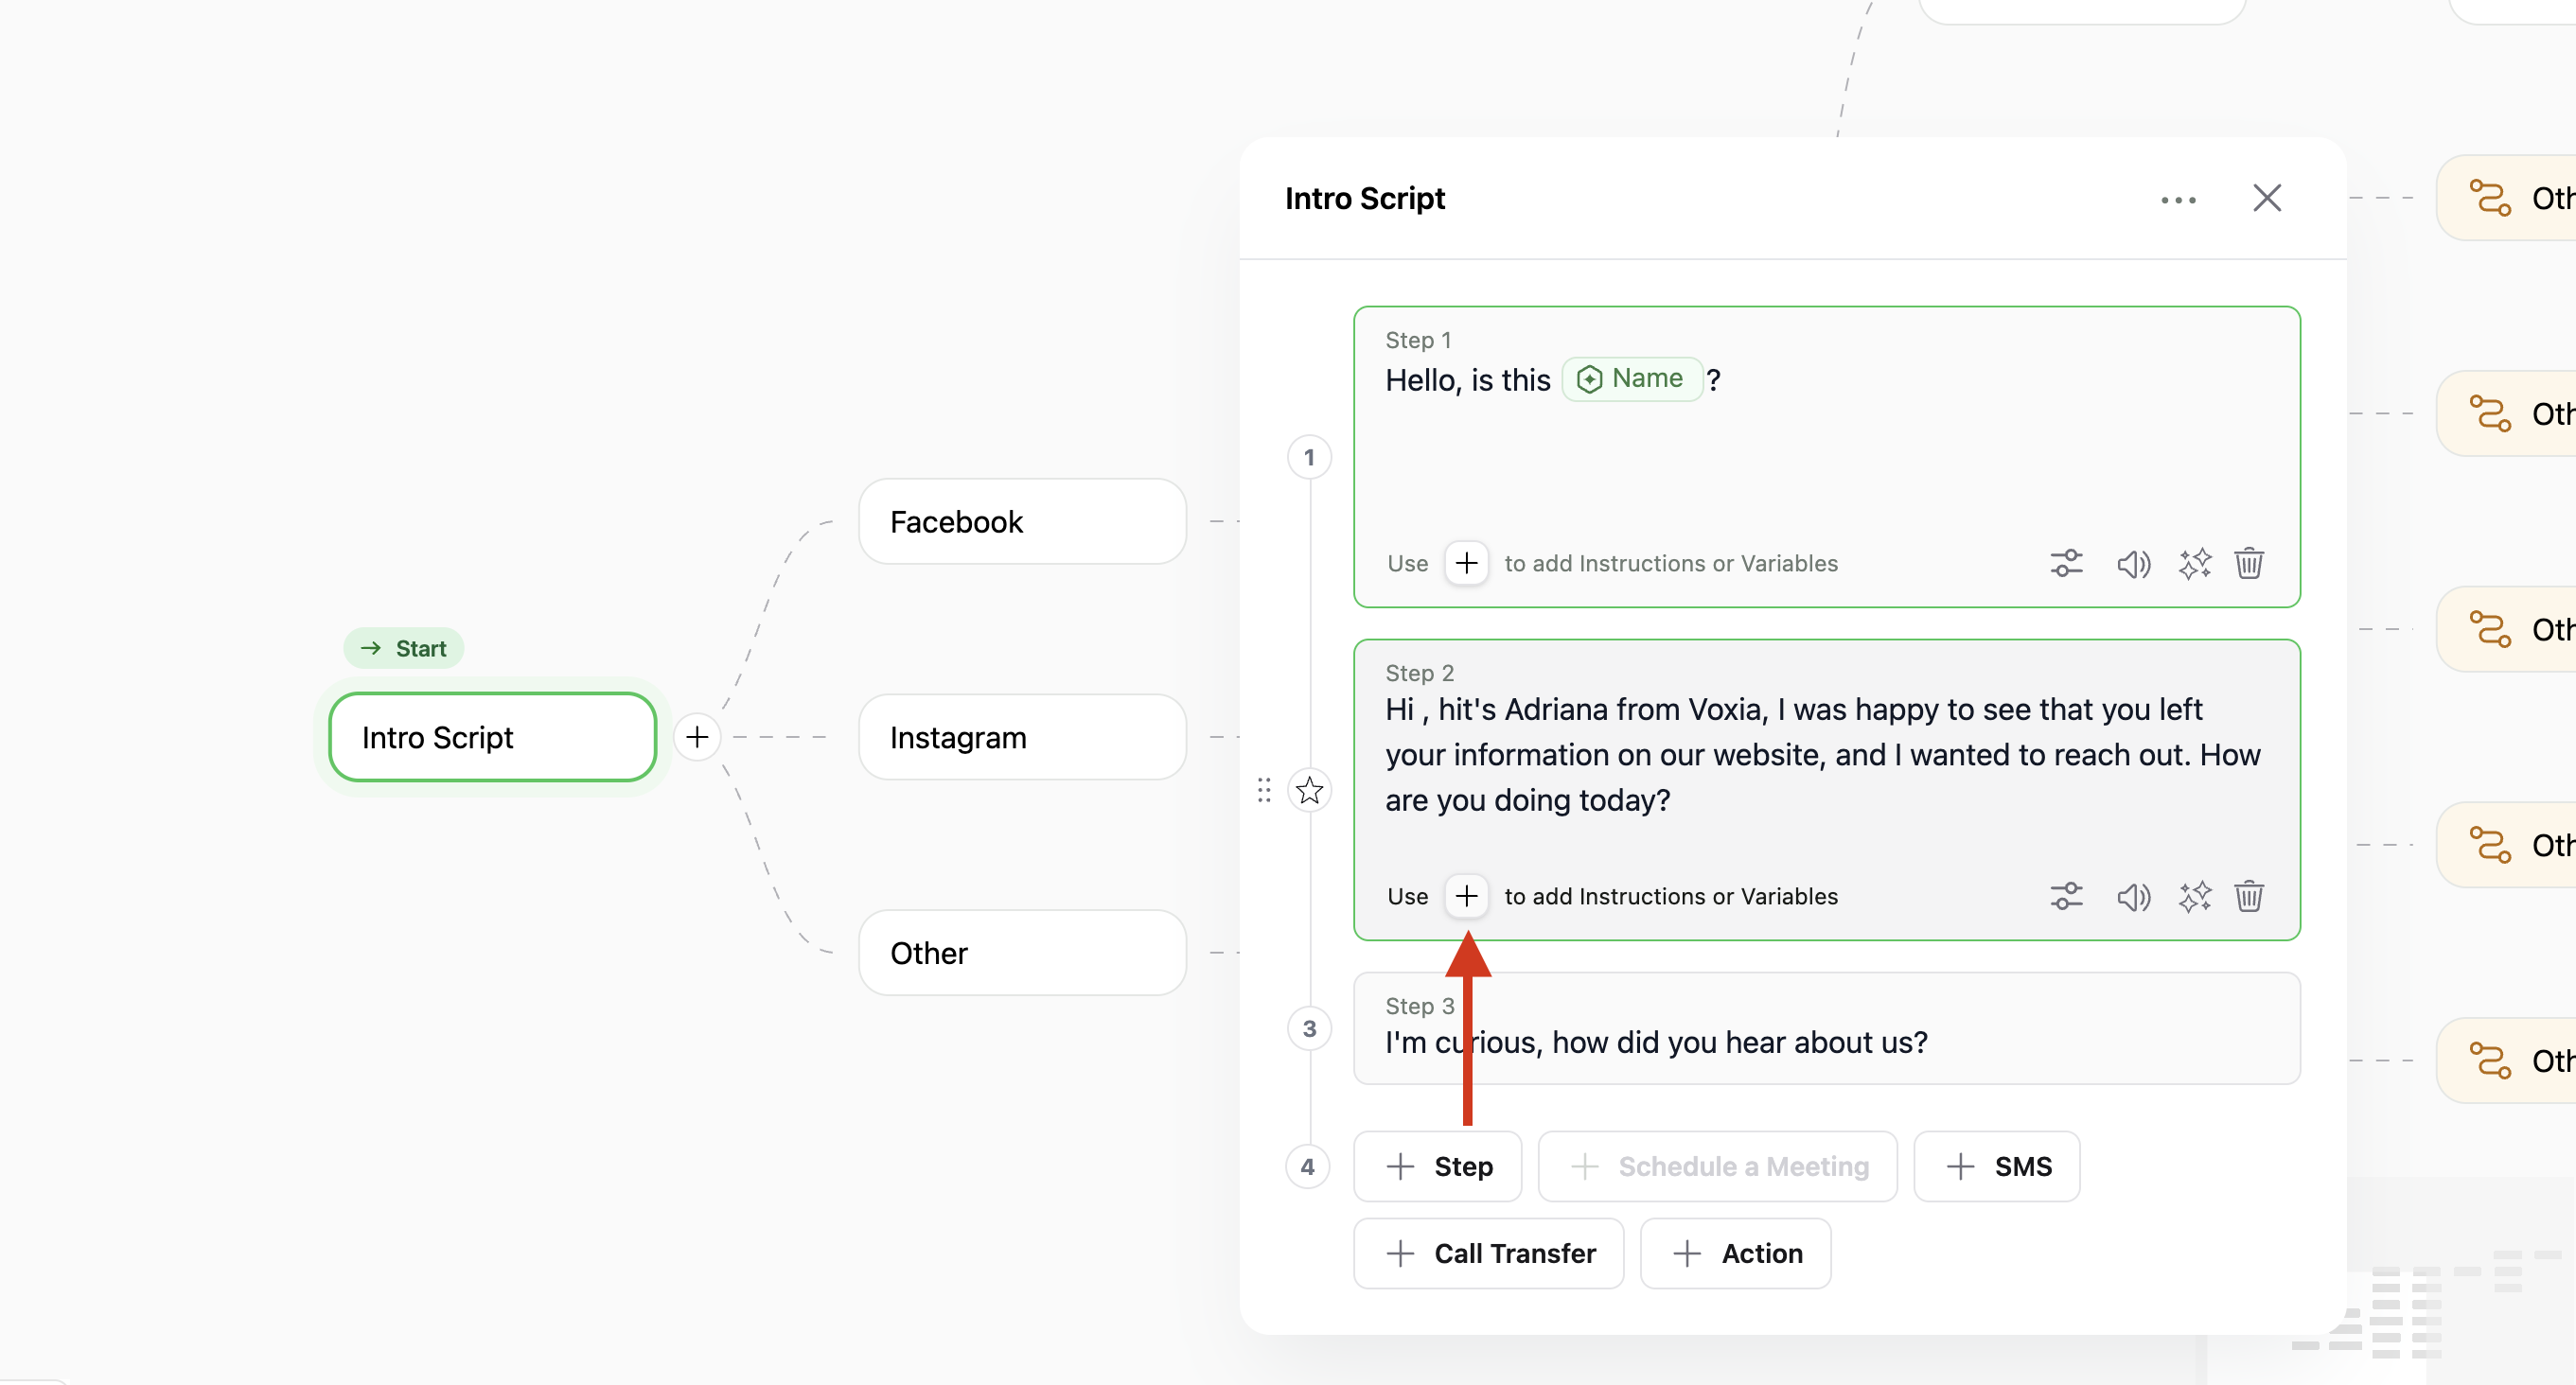 Intro Script
Step 1
Hello, is this Name ?
1
Use + to add Instructions or Variables
Facebook
Start
Intro Script
Instagram
Other
Step 2
Hi , hit's Adriana from Voxia, I was happy to see that you left
your information on our website, and I wanted to reach out. How
are you doing today?
Use + to add Instructions or Variables
Step 3
I'm curious, how did you hear about us?
3
4
+ Step
+ Schedule a Meeting
+ SMS
+ Call Transfer
+ Action
Oth
Oth
Oth
Oth
Oth